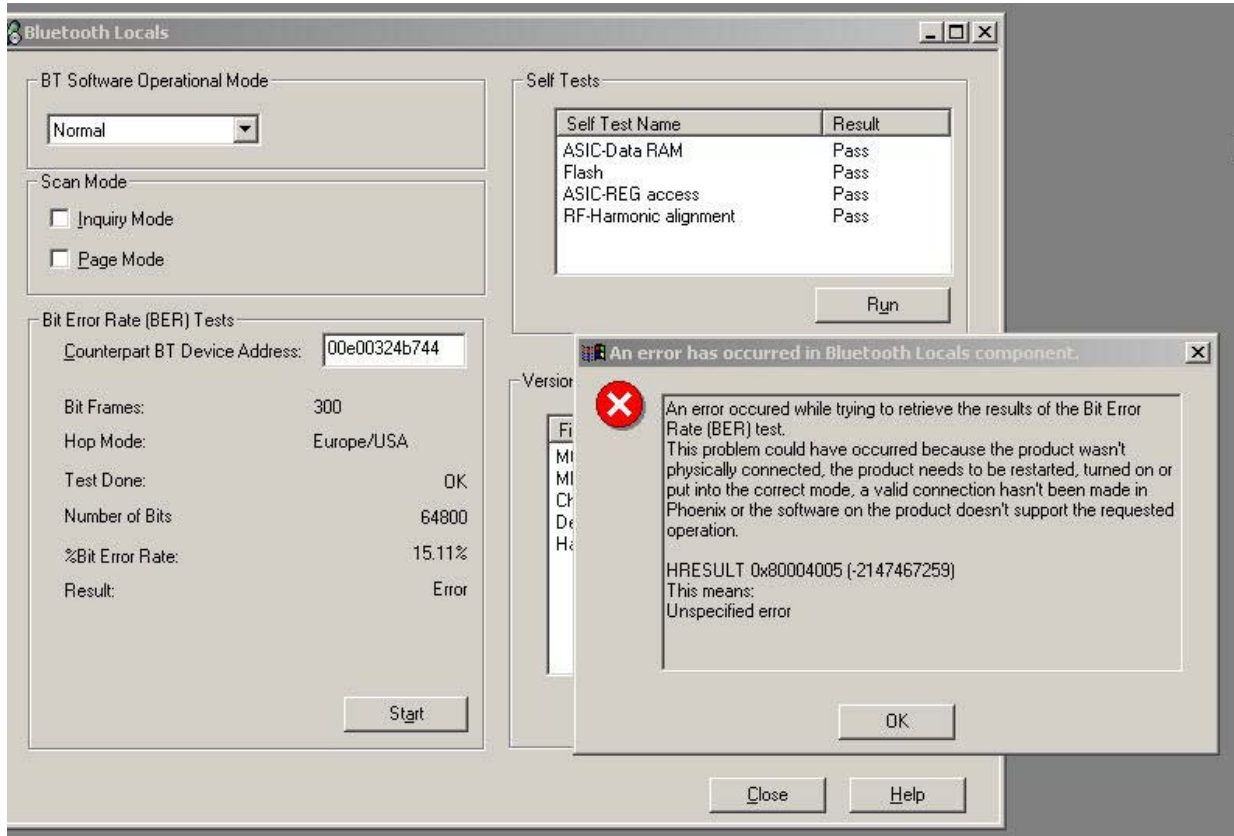 Bluetooth Locals
BT Software Operational Mode
Normal
Scan Mode
Inquiry Mode
Page Mode
Bit Error Rate (BER) Tests
Counterpart BT Device Address: 00e00324b744
Bit Frames: 300
Hop Mode: Europe/USA
Test Done: OK
Number of Bits 64800
%Bit Error Rate: 15.11%
Result: Error
Start
Self Tests
Self Test Name Result
ASIC-Data RAM Pass
Flash Pass
ASIC-REG access Pass
RF-Harmonic alignment Pass
Run
Version
Fi
M
Ch
De
Ha
An error has occurred in Bluetooth Locals component.
An error occured while trying to retrieve the results of the Bit Error
Rate (BER) test.
This problem could have occurred because the product wasn't
physically connected, the product needs to be restarted, turned on or
put into the correct mode, a valid connection hasn't been made in
Phoenix or the software on the product doesn't support the requested
operation.
HRESULT 0x80004005 (-2147467259)
This means:
Unspecified error
OK
Close Help